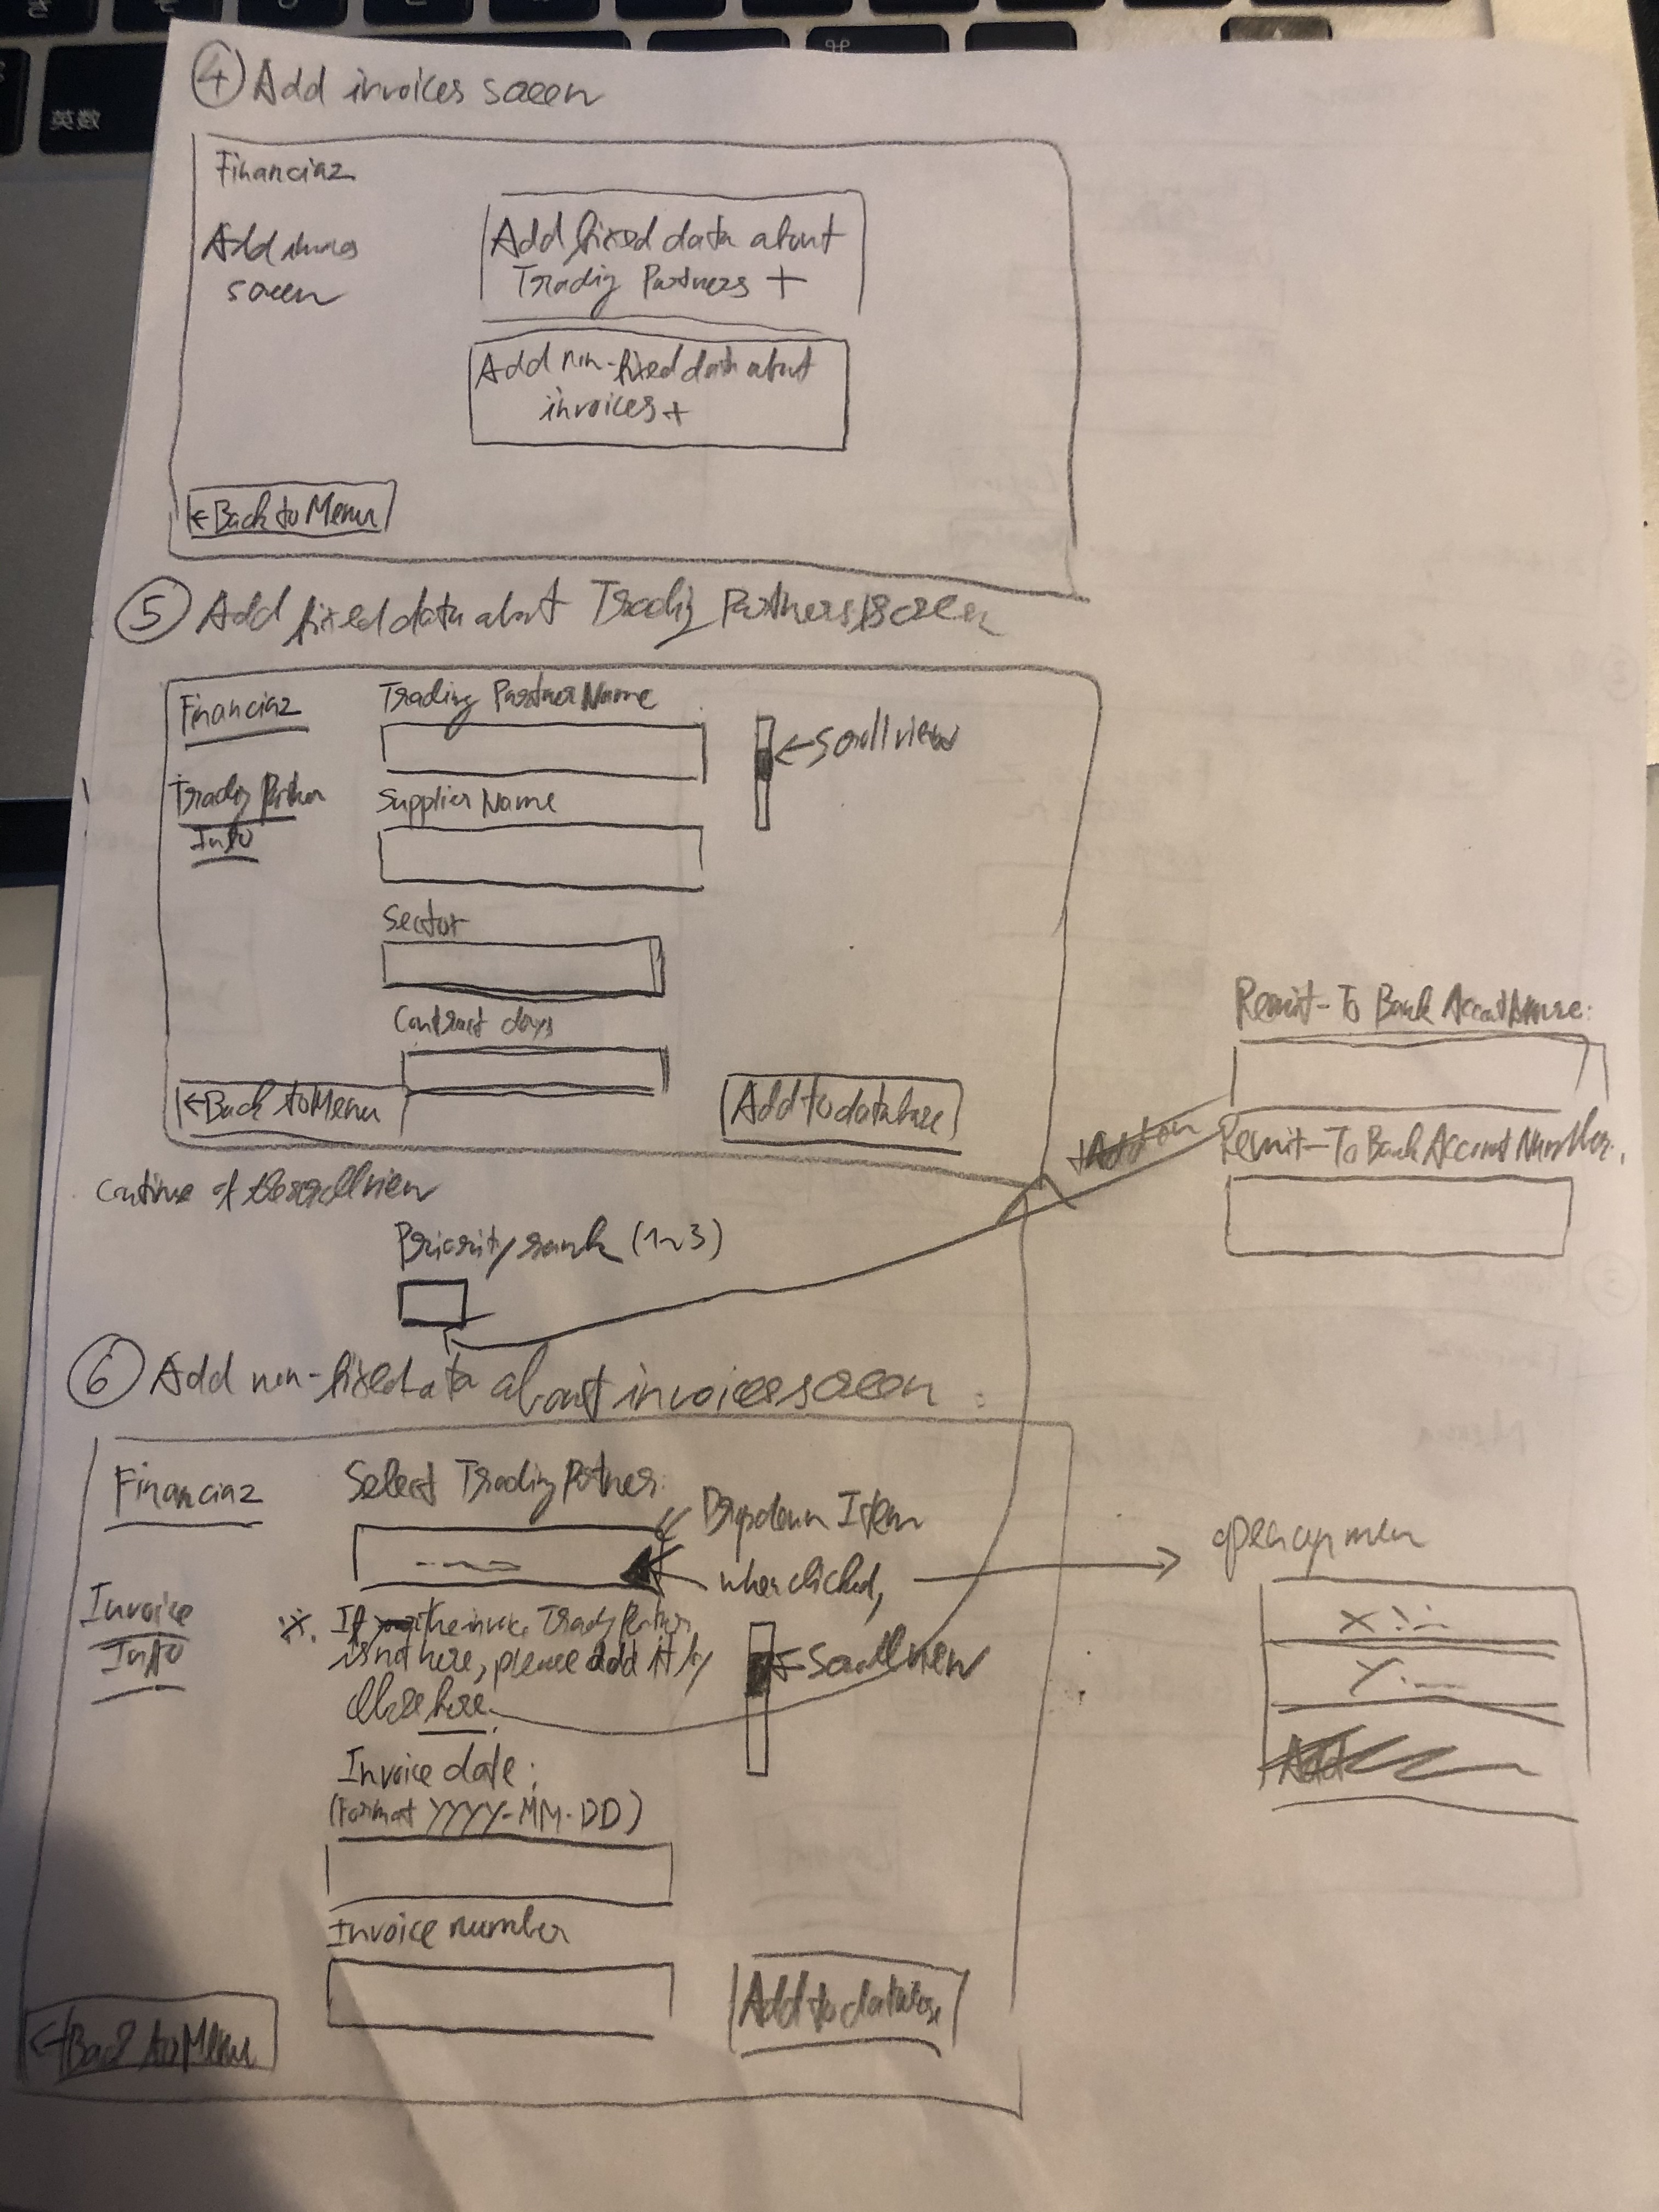 英数
④ Add invoices screen
Financiaz
Add
screen
Add fixed data about
Trading Partners +
Add non-fixed data about
invoices +
← Back to Menu
⑤ Add fixed data about Trading Partners screen
Financiaz
Trading Partner
Info
Trading Partner Name
← Scroll view
Supplier Name
Sector
Contract days
← Back to Menu
Add to database
Remit-To Bank Account Name:
Remit-To Bank Account Number:
Continue of the scroll view
Priority rank (1~3)
⑥ Add non-fixed data about invoices screen:
Financiaz
Invoice
Info
Select Trading Partner:
Dropdown Item
when clicked,
open up menu
X
Y
※. If the invoice Trading Partner
is not here, please add it by
here.
← Scroll view
Invoice date:
(Format YYYY-MM-DD)
Invoice number
← Back to Menu
Add to database